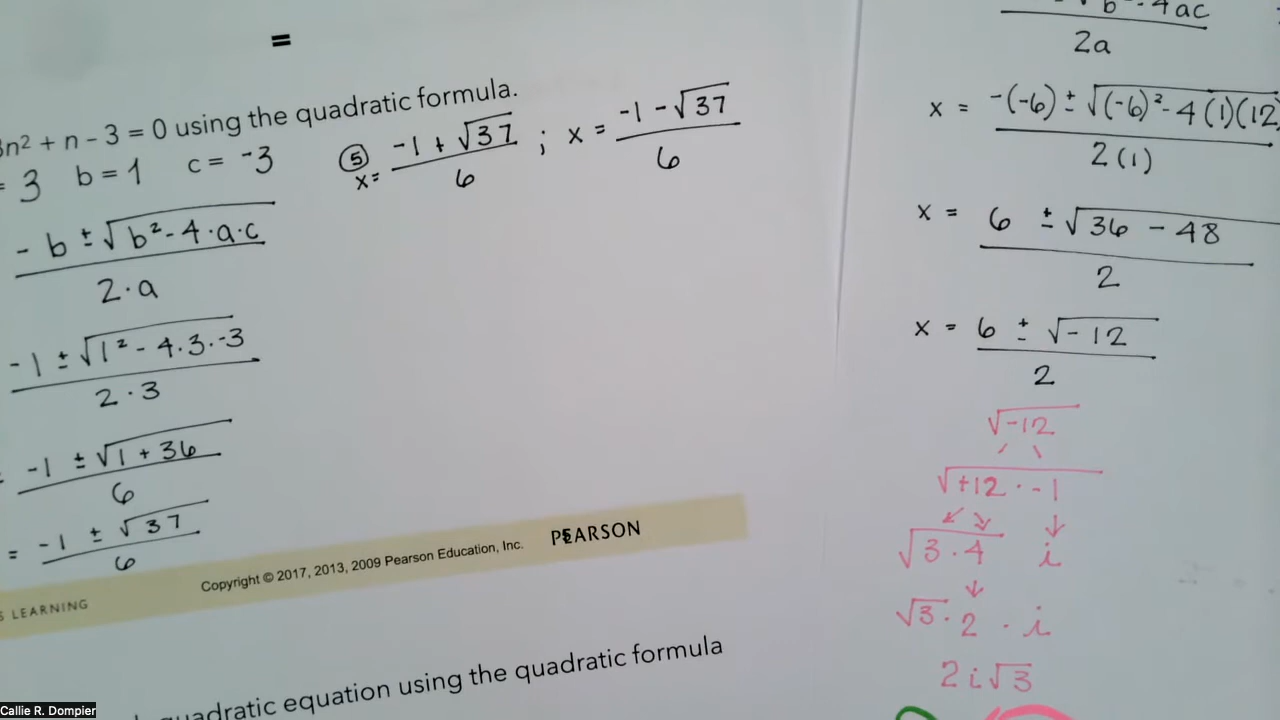 =
3n² + n - 3 = 0 using the quadratic formula.
= 3 b = 1 c = -3
- b ± √b² - 4·a·c
2·a
-1 ± √1² - 4·3·-3
2·3
= -1 ± √1 + 36
6
= -1 ± √37
6
⑤ x = -1 + √37 ; x = -1 - √37
6 6
Copyright © 2017, 2013, 2009 Pearson Education, Inc. PEARSON
S LEARNING
quadratic equation using the quadratic formula
√b² - 4ac
2a
x = -(-6) ± √(-6)² - 4(1)(12
2(1)
x = 6 ± √36 - 48
2
x = 6 ± √-12
2
√-12
√+12 · -1
√3·4 i
√3 · 2 · i
2i√3
Callie R. Dompier